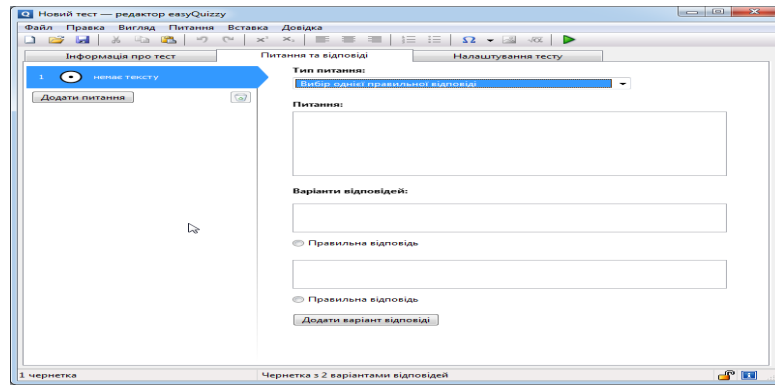 Новий тест — редактор easyQuizzy
Файл Правка Вигляд Питання Вставка Довідка
Інформація про тест Питання та відповіді Налаштування тесту
1 немає тексту
Додати питання
Тип питання:
Вибір однієї правильної відповіді
Питання:
Варіанти відповідей:
Правильна відповідь
Правильна відповідь
Додати варіант відповіді
1 чернетка Чернетка з 2 варіантами відповідей